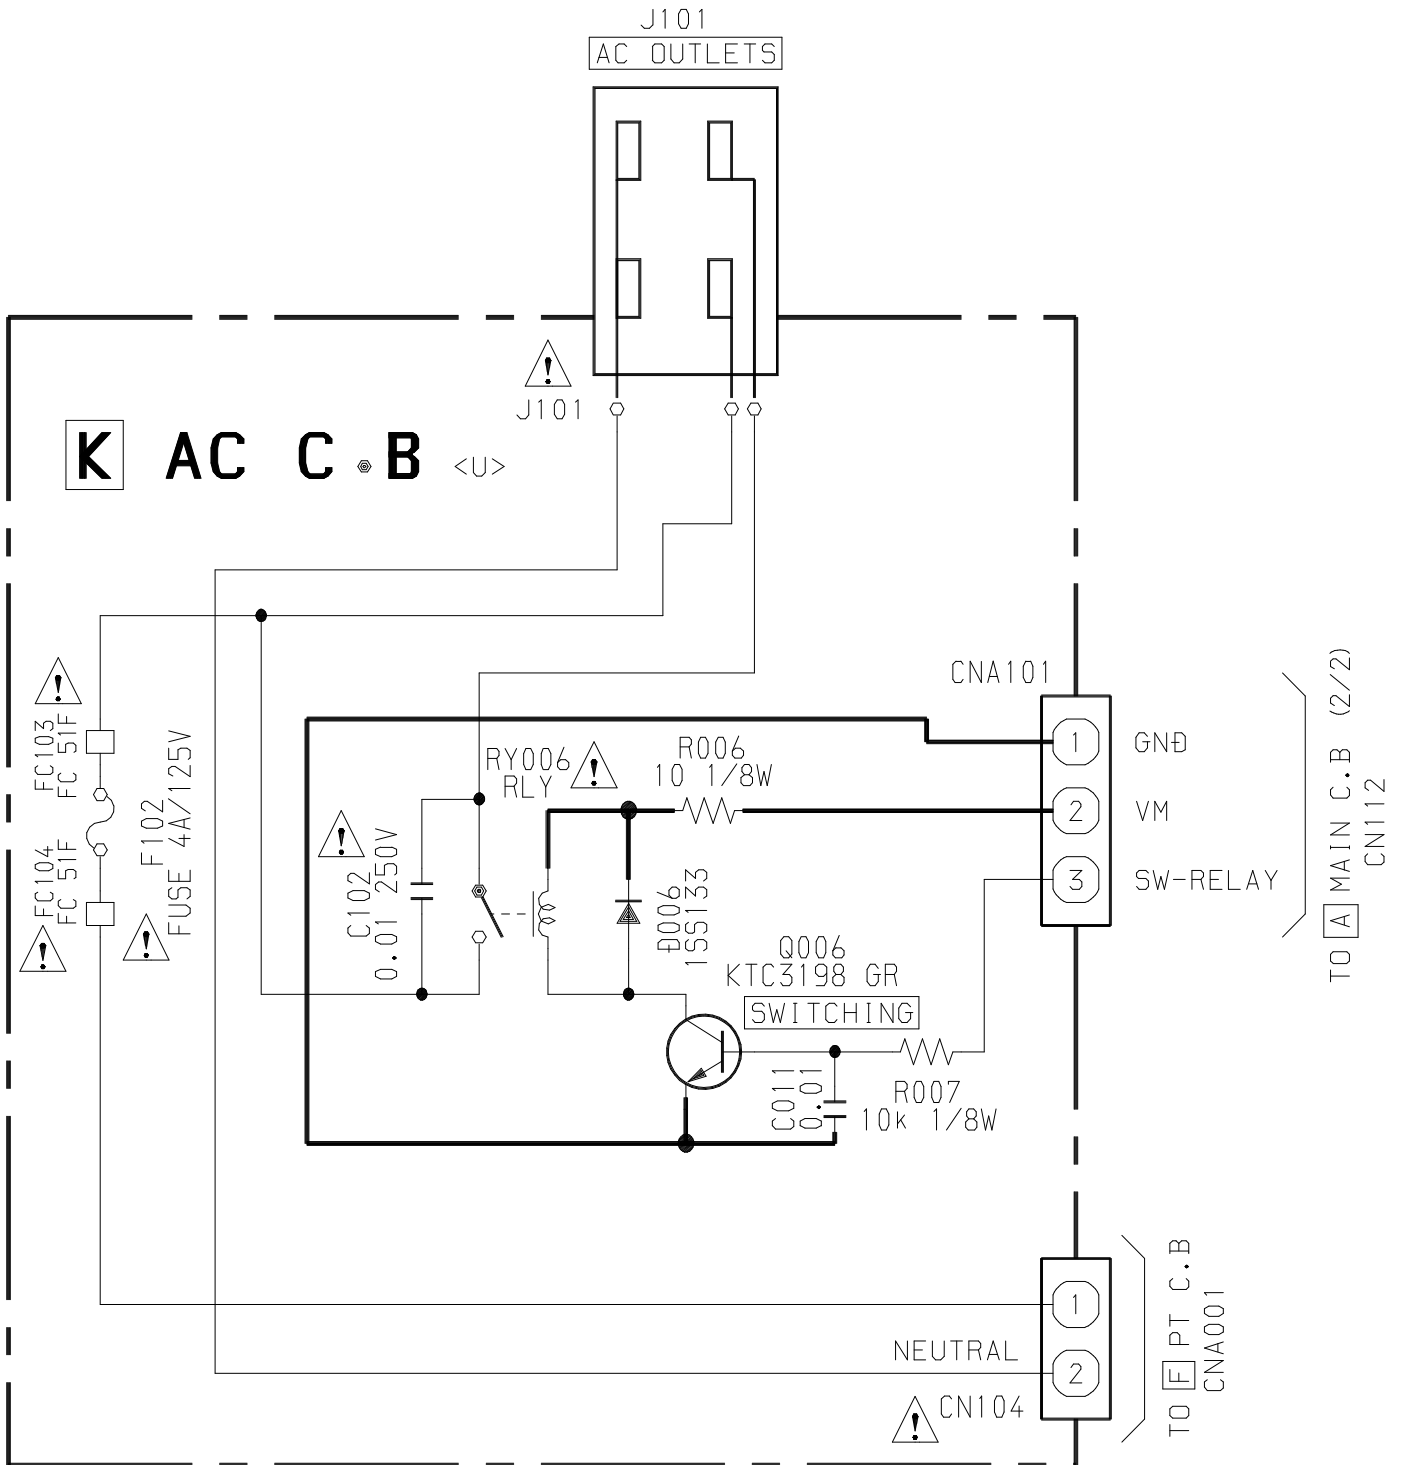 J101
AC OUTLETS
J101
K AC C.B <U>
CNA101
1 GND
2 VM
3 SW-RELAY
TO A MAIN C.B (2/2)
CN112
FC103
FC 51F
FC104
FC 51F
F102
FUSE 4A/125V
RY006
RLY
R006
10 1/8W
C102
0.01 250V
D006
1SS133
Q006
KTC3198 GR
SWITCHING
C011
0.01
R007
10k 1/8W
1
NEUTRAL
2
CN104
TO F PT C.B
CNA001
!
!
!
!
!
!
!